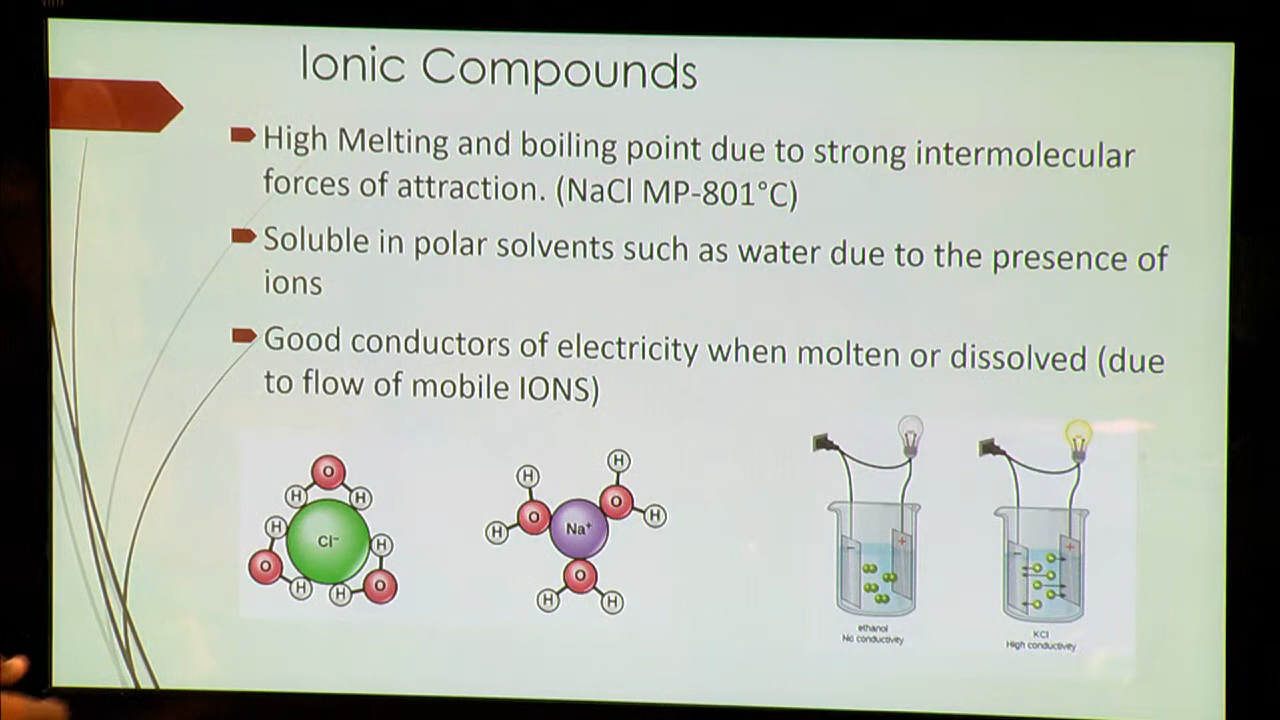 Ionic Compounds
High Melting and boiling point due to strong intermolecular
forces of attraction. (NaCl MP-801°C)
Soluble in polar solvents such as water due to the presence of
ions
Good conductors of electricity when molten or dissolved (due
to flow of mobile IONS)
O
H H
H Cl⁻ H
O H H O
H H
O O
H Na⁺ H
O
H H
− +
ethanol
No conductivity
− +
KCl
High conductivity